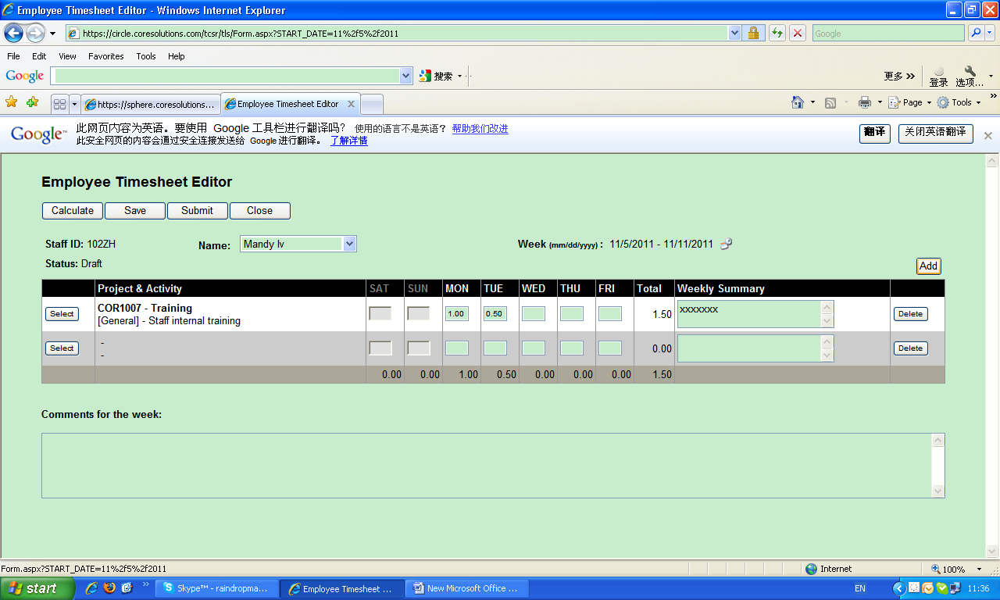 Employee Timesheet Editor - Windows Internet Explorer
https://circle.coresolutions.com/tcsr/tls/Form.aspx?START_DATE=11%2f5%2f2011
Google
File Edit View Favorites Tools Help
Google 搜索 更多 » 登录 选项...
https://sphere.coresolutions... Employee Timesheet Editor Page Tools »
Google™ 此网页内容为英语。要使用 Google 工具栏进行翻译吗? 使用的语言不是英语? 帮助我们改进
此安全网页的内容会通过安全连接发送给 Google 进行翻译。 了解详情
翻译 关闭英语翻译
Employee Timesheet Editor
Calculate Save Submit Close
Staff ID: 102ZH Name: Mandy lv Week (mm/dd/yyyy) : 11/5/2011 - 11/11/2011
Status: Draft
Add
Project & Activity SAT SUN MON TUE WED THU FRI Total Weekly Summary
Select COR1007 - Training 1.00 0.50 1.50 xxxxxxx Delete
[General] - Staff internal training
Select - 0.00 Delete
-
0.00 0.00 1.00 0.50 0.00 0.00 0.00 1.50
Comments for the week:
Form.aspx?START_DATE=11%2f5%2f2011 Internet 100%
start » Skype™ - raindropma... Employee Timesheet ... New Microsoft Office ... EN 11:36